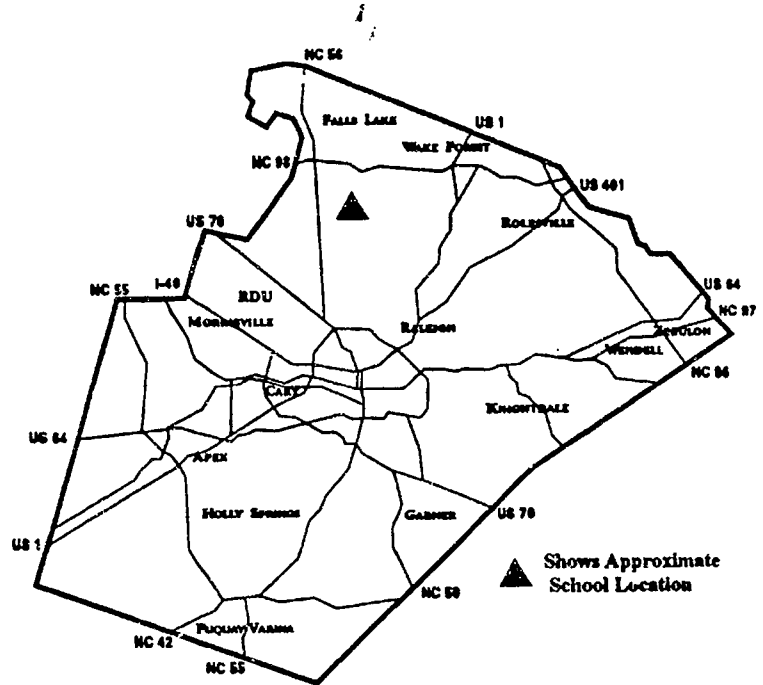 NC 56
FALLS LAKE
US 1
WAKE FOREST
NC 98
US 401
US 70
ROLESVILLE
I-40
NC 55
RDU
US 64
NC 97
MORRISVILLE
RALEIGH
ZEBULON
WENDELL
NC 96
CARY
KNIGHTDALE
US 64
APEX
HOLLY SPRINGS
GARNER
US 70
US 1
Shows Approximate
School Location
NC 50
FUQUAY-VARINA
NC 42
NC 55